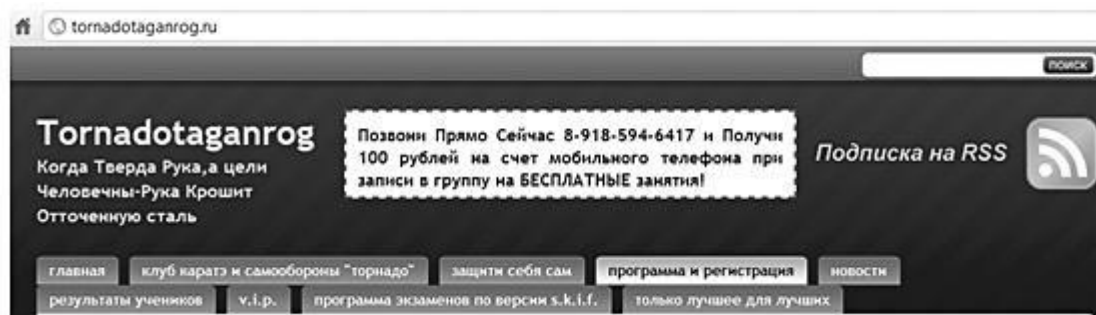 tornadotaganrog.ru
поиск
Tornadotaganrog
Когда Тверда Рука,а цели
Человечны-Рука Крошит
Отточенную сталь
Позвони Прямо Сейчас 8-918-594-6417 и Получи
100 рублей на счет мобильного телефона при
записи в группу на БЕСПЛАТНЫЕ занятия!
Подписка на RSS
главная клуб каратэ и самообороны "торнадо" защити себя сам программа и регистрация новости
результаты учеников v.i.p. программа экзаменов по версии s.k.i.f. только лучшее для лучших